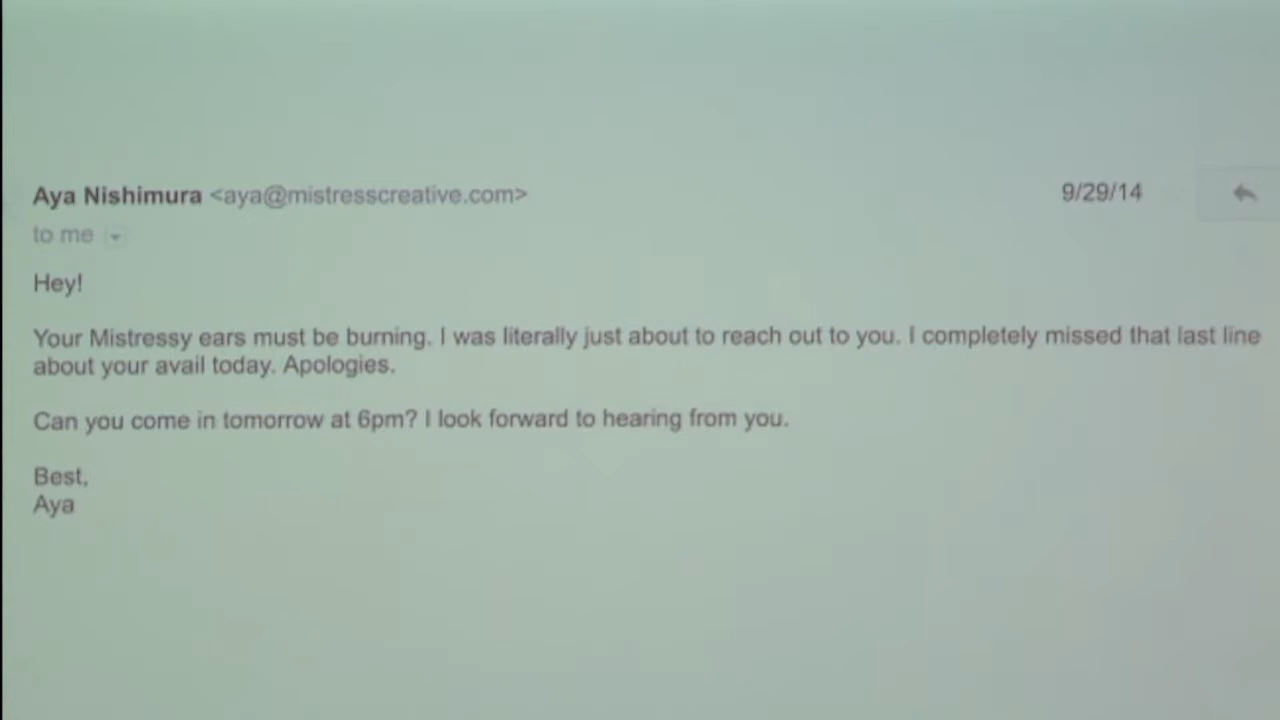 Aya Nishimura <aya@mistresscreative.com> 9/29/14
to me
Hey!
Your Mistressy ears must be burning. I was literally just about to reach out to you. I completely missed that last line
about your avail today. Apologies.
Can you come in tomorrow at 6pm? I look forward to hearing from you.
Best,
Aya